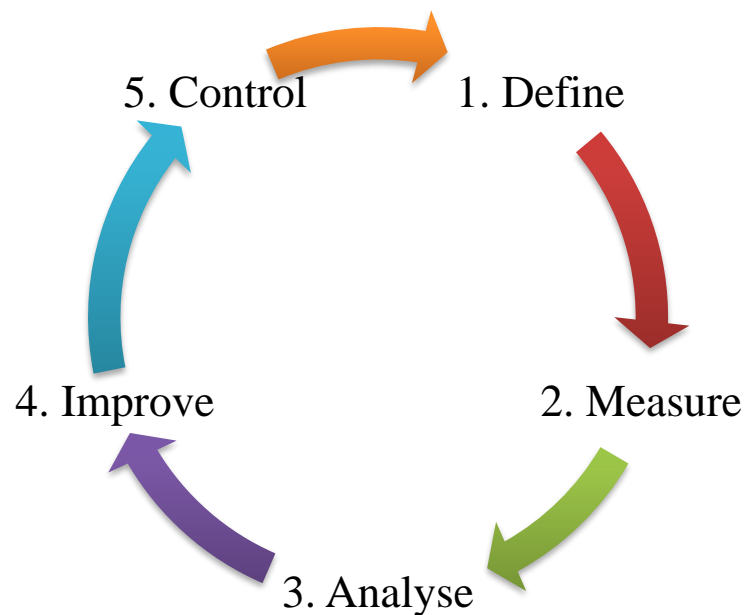 1. Define
2. Measure
3. Analyse
4. Improve
5. Control